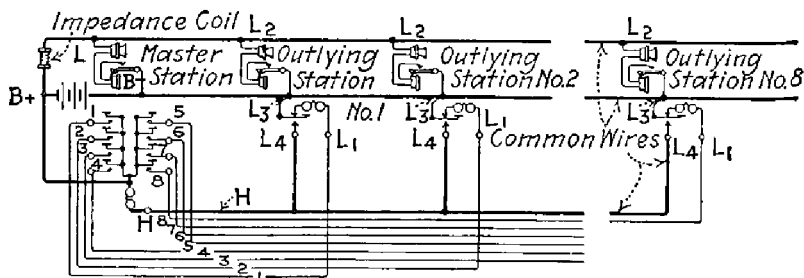 Impedance Coil
L
L2
L2
L2
L2
Master Station
Outlying Station No.1
Outlying Station No.2
Outlying Station No.8
B+
B-
L3
L3
L3
L4
L1
L4
L1
L4
L1
Common Wires
1
2
3
4
5
6
7
8
H
H
8
7
6
5
4
3
2
1